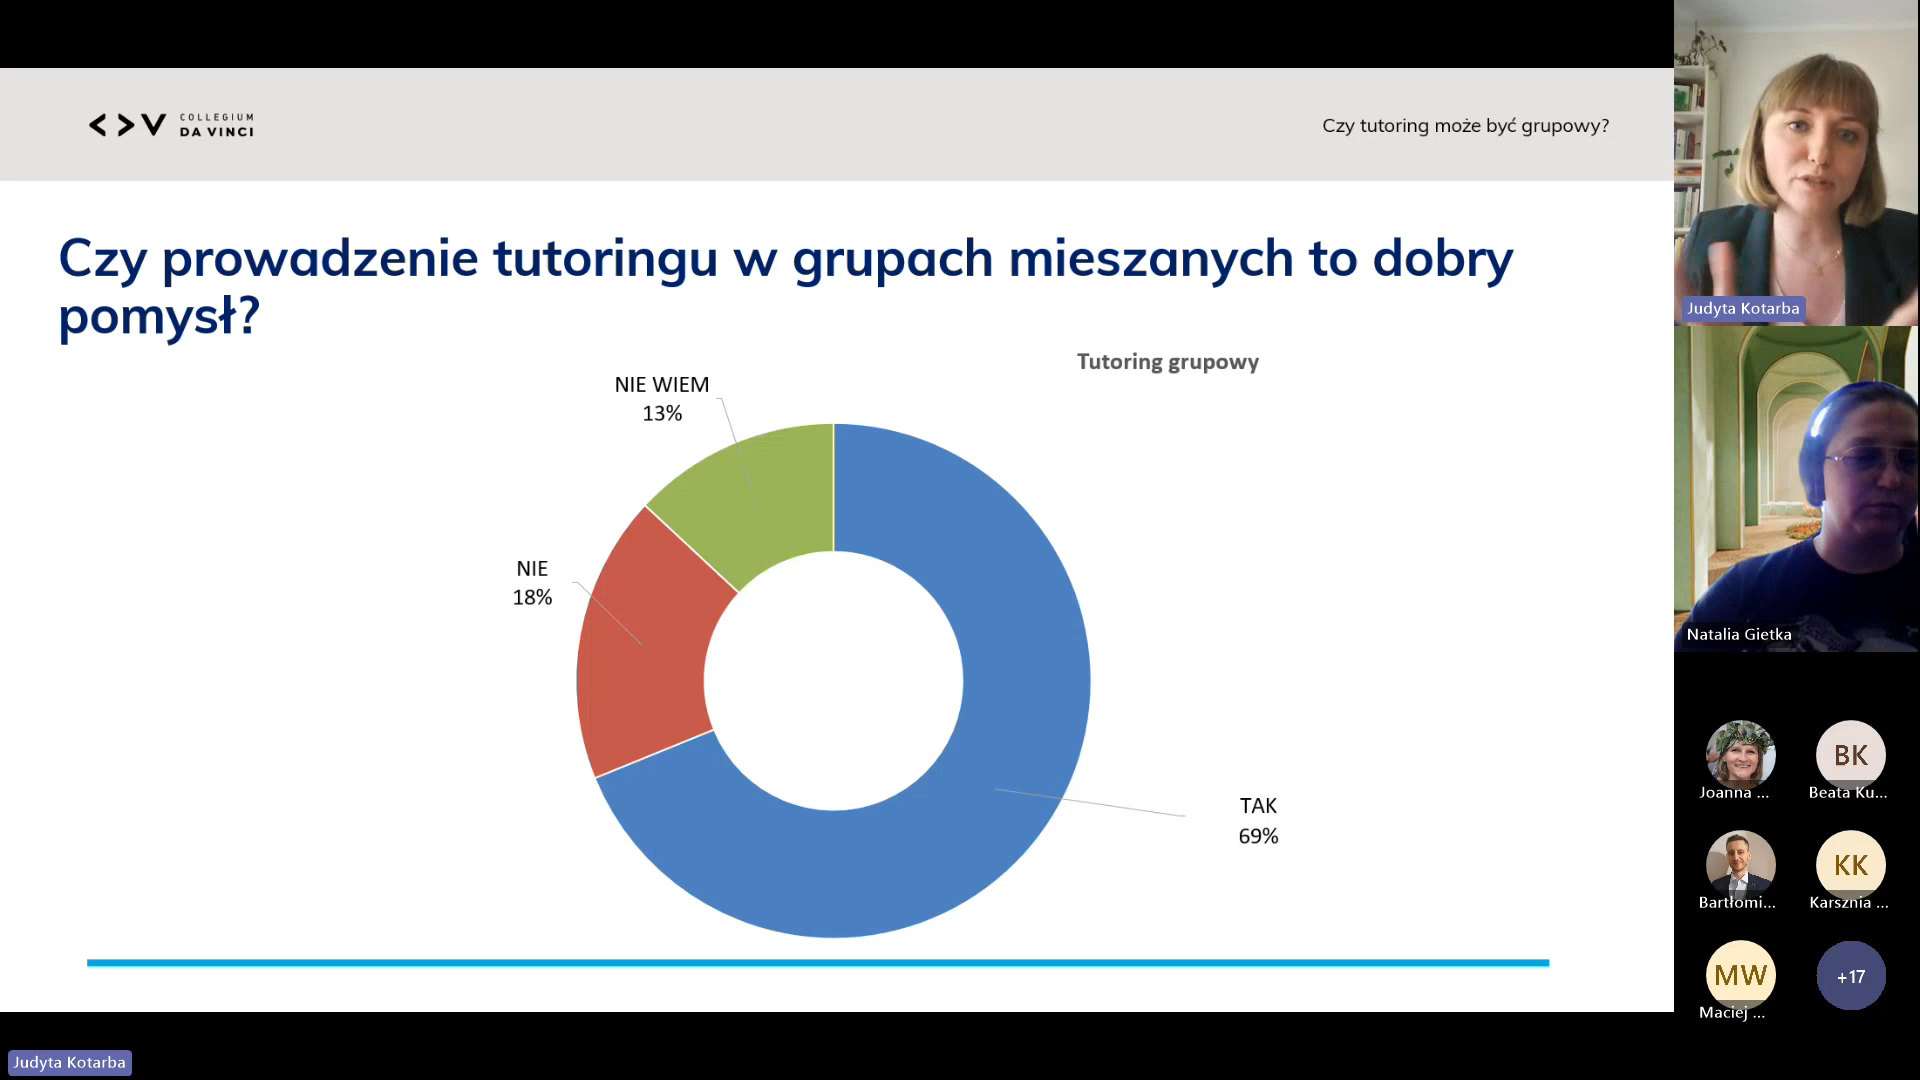 COLLEGIUM
DA VINCI
Czy tutoring może być grupowy?
Czy prowadzenie tutoringu w grupach mieszanych to dobry
pomysł?
Tutoring grupowy
NIE WIEM
13%
NIE
18%
TAK
69%
Judyta Kotarba
Natalia Gietka
Joanna ...
BK
Beata Ku...
Bartłomi...
KK
Karsznia ...
MW
Maciej ...
+17
Judyta Kotarba